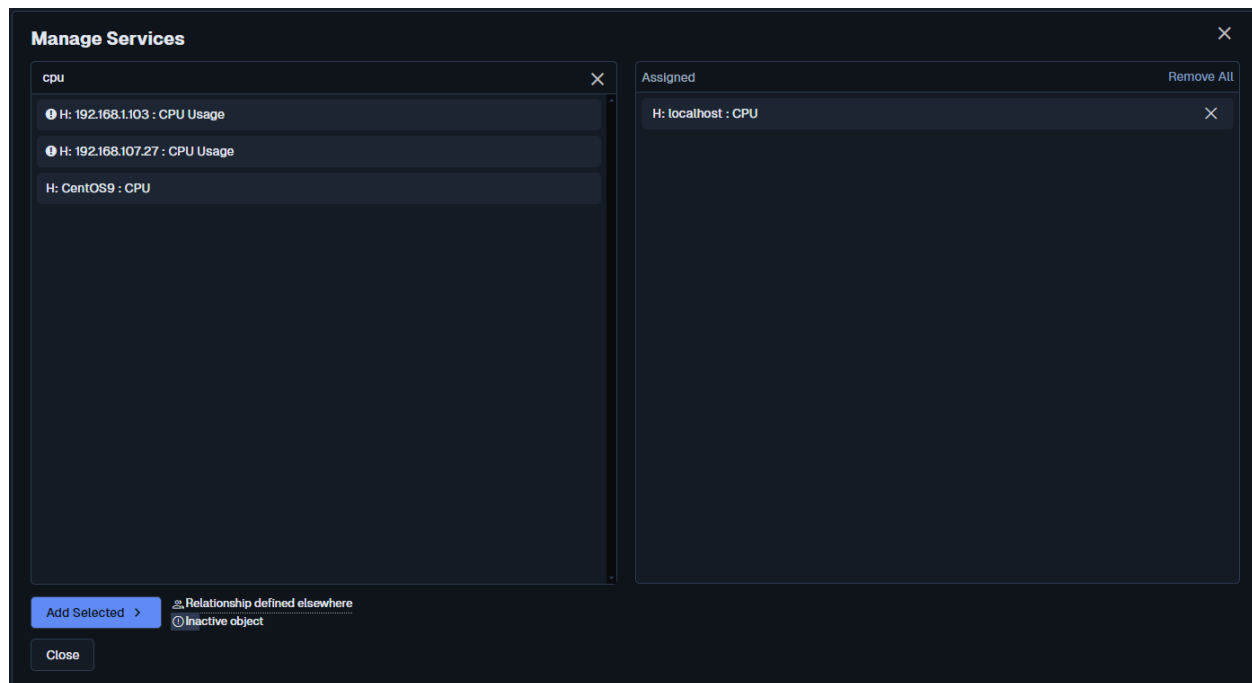 Manage Services
cpu
H: 192.168.1.103 : CPU Usage
H: 192.168.107.27 : CPU Usage
H: CentOS9 : CPU
Assigned
Remove All
H: localhost : CPU
Add Selected
Relationship defined elsewhere
Inactive object
Close